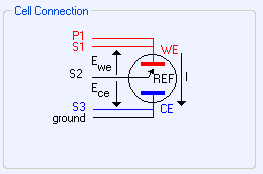 Cell Connection
P1
S1
WE
Ewe
S2
REF
I
Ece
S3
CE
ground